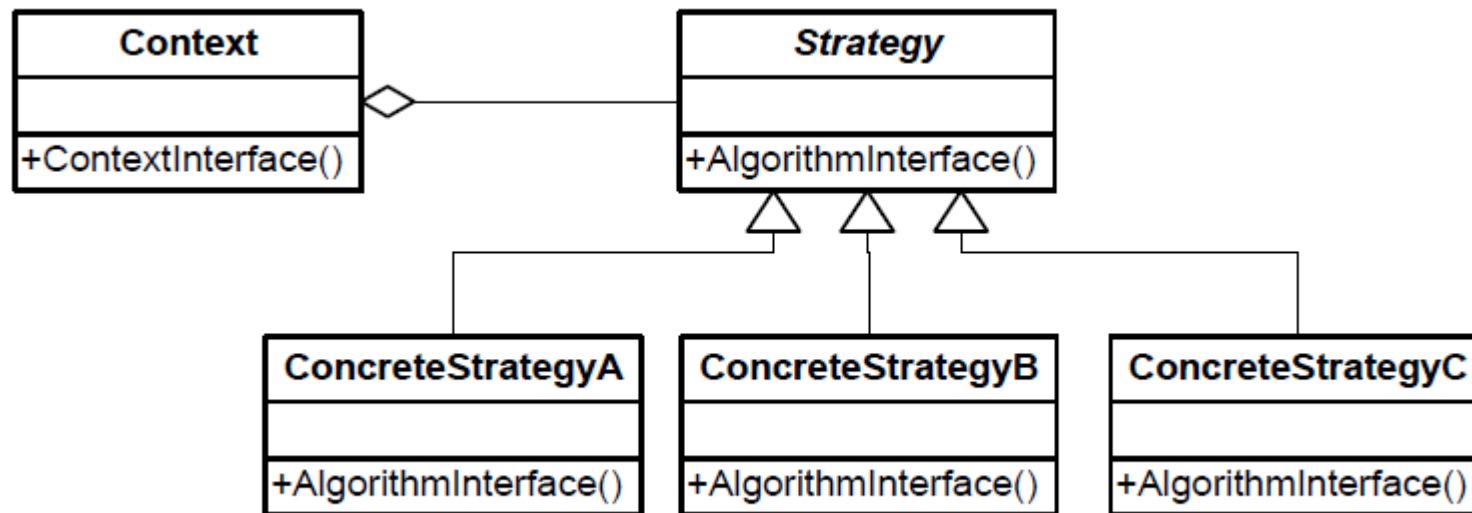 Context
Strategy
+ContextInterface()
+AlgorithmInterface()
ConcreteStrategyA
ConcreteStrategyB
ConcreteStrategyC
+AlgorithmInterface()
+AlgorithmInterface()
+AlgorithmInterface()